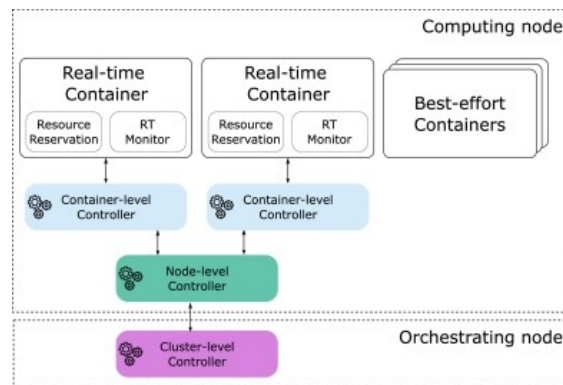 Computing node
Real-time
Container
Resource
Reservation
RT
Monitor
Real-time
Container
Resource
Reservation
RT
Monitor
Best-effort
Containers
Container-level
Controller
Container-level
Controller
Node-level
Controller
Orchestrating node
Cluster-level
Controller